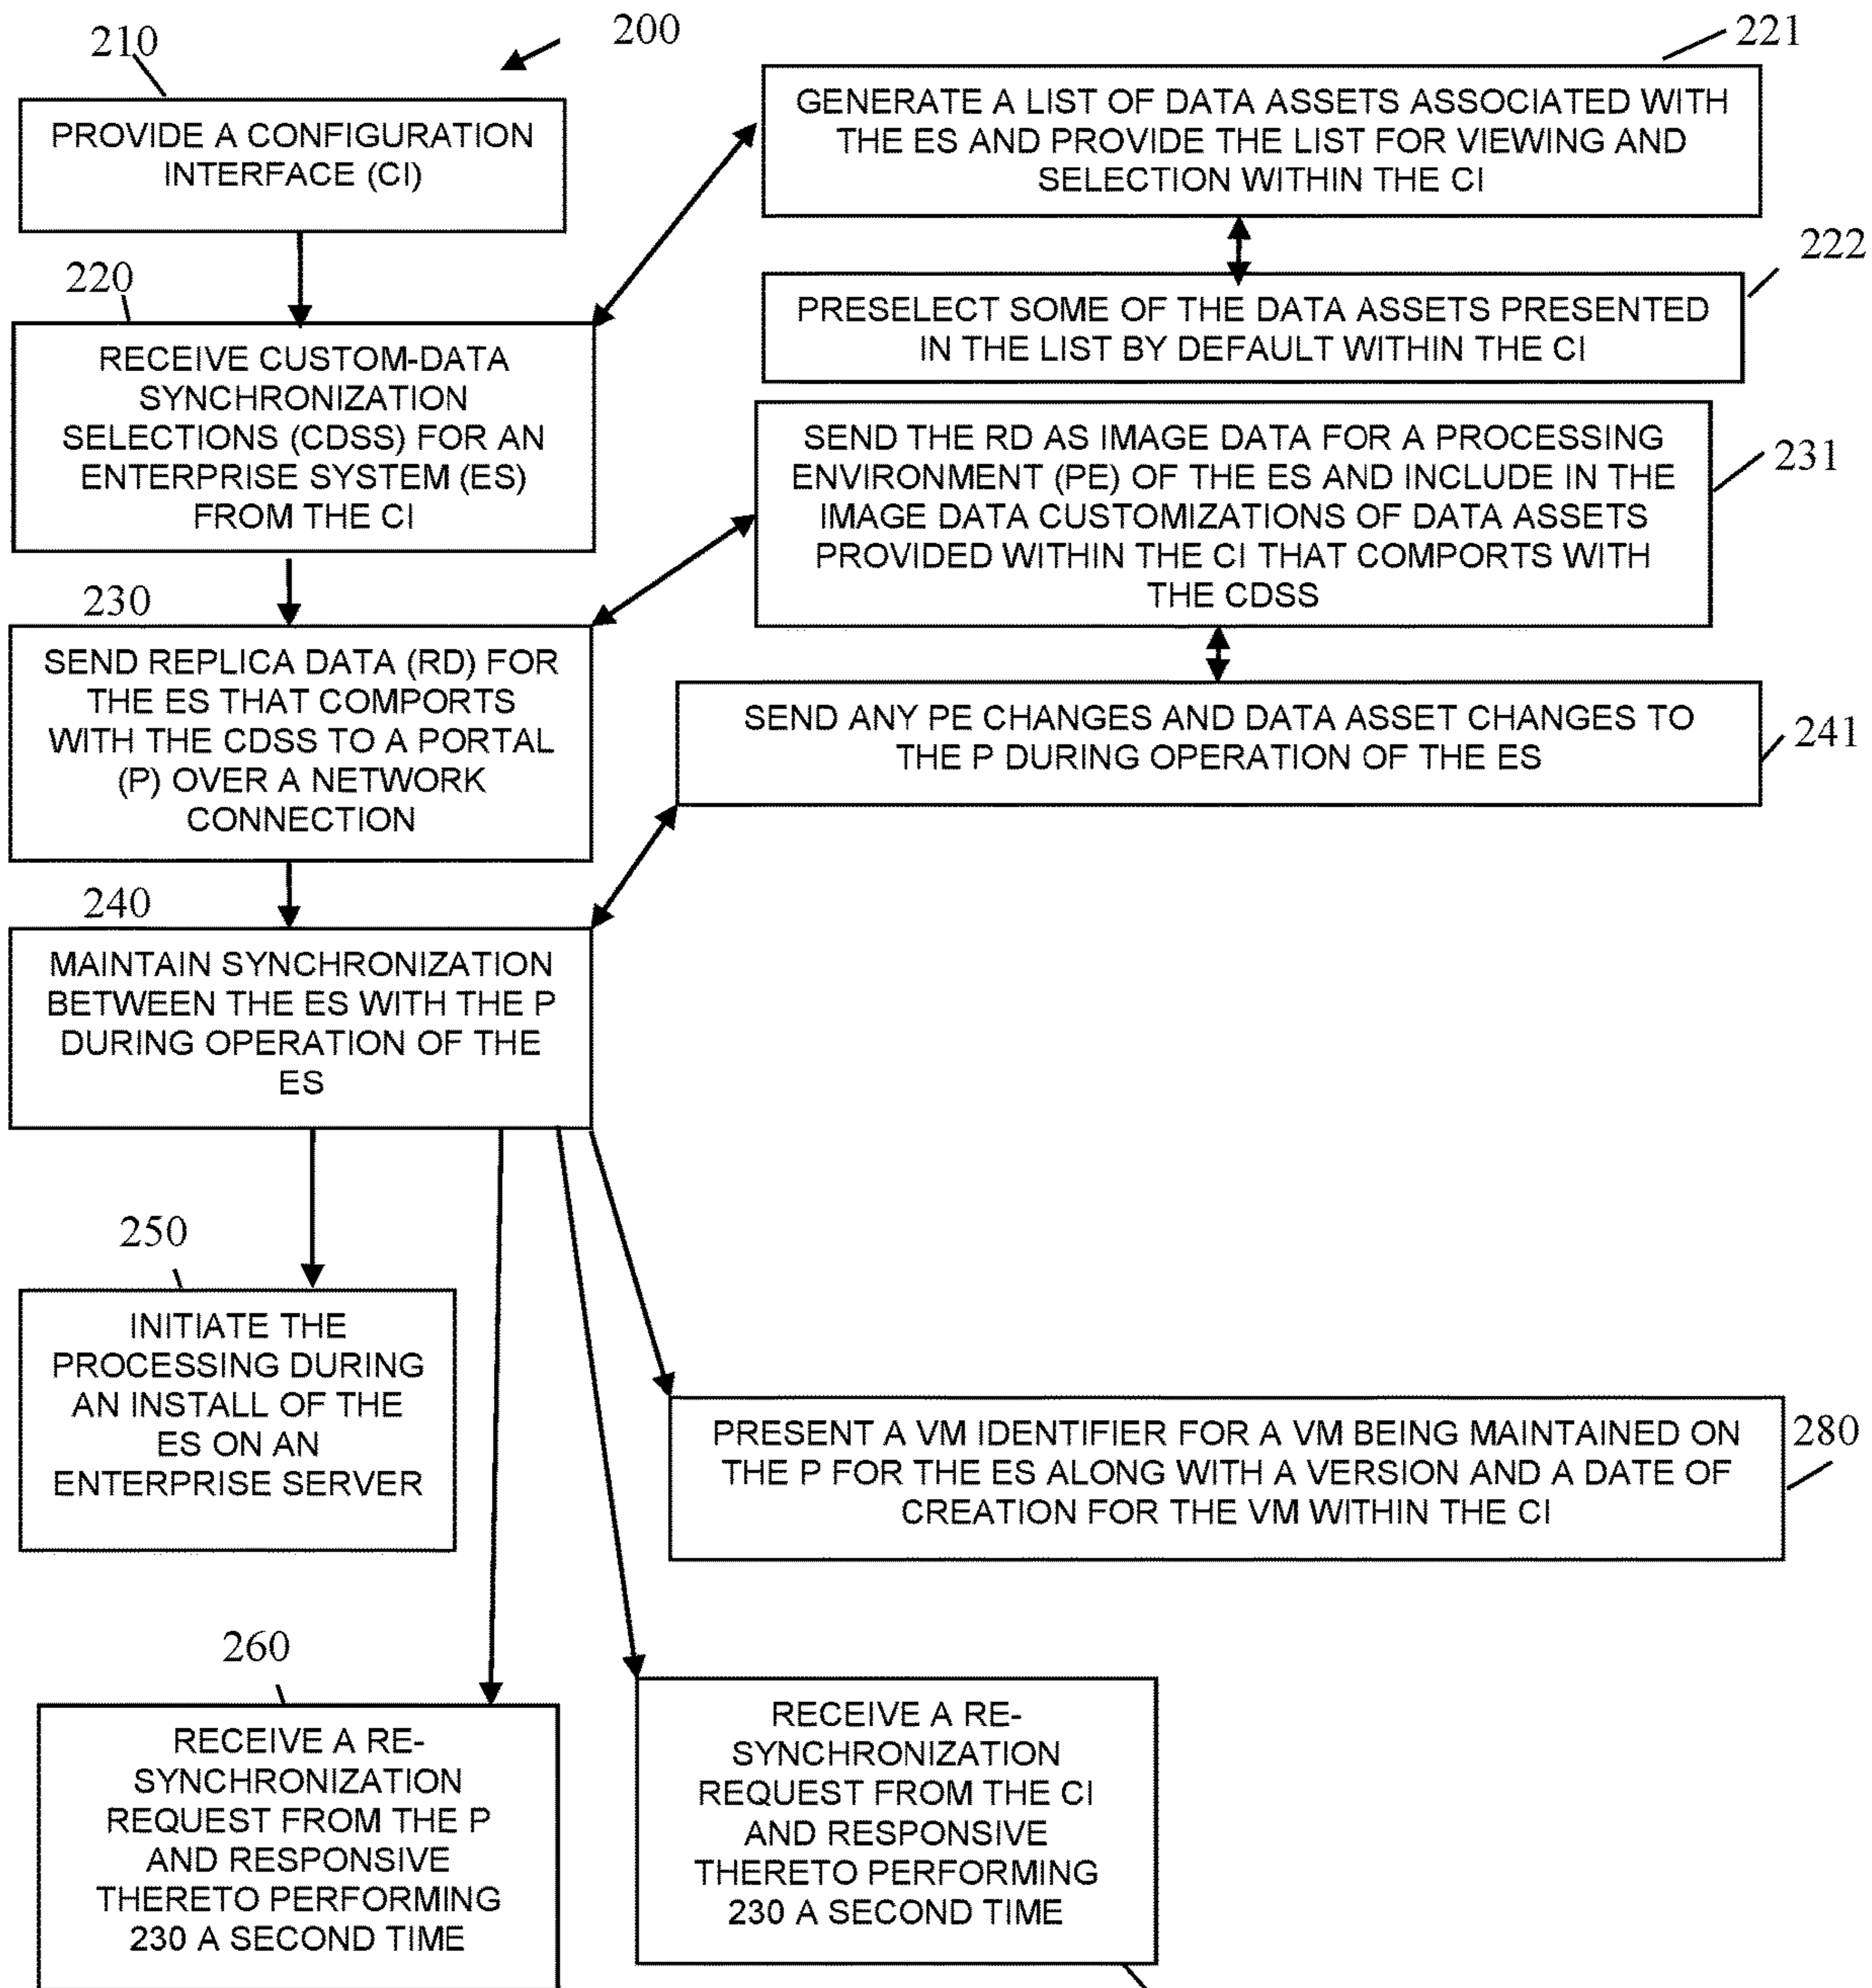 200
210
PROVIDE A CONFIGURATION
INTERFACE (CI)
221
GENERATE A LIST OF DATA ASSETS ASSOCIATED WITH
THE ES AND PROVIDE THE LIST FOR VIEWING AND
SELECTION WITHIN THE CI
222
PRESELECT SOME OF THE DATA ASSETS PRESENTED
IN THE LIST BY DEFAULT WITHIN THE CI
220
RECEIVE CUSTOM-DATA
SYNCHRONIZATION
SELECTIONS (CDSS) FOR AN
ENTERPRISE SYSTEM (ES)
FROM THE CI
231
SEND THE RD AS IMAGE DATA FOR A PROCESSING
ENVIRONMENT (PE) OF THE ES AND INCLUDE IN THE
IMAGE DATA CUSTOMIZATIONS OF DATA ASSETS
PROVIDED WITHIN THE CI THAT COMPORTS WITH
THE CDSS
230
SEND REPLICA DATA (RD) FOR
THE ES THAT COMPORTS
WITH THE CDSS TO A PORTAL
(P) OVER A NETWORK
CONNECTION
241
SEND ANY PE CHANGES AND DATA ASSET CHANGES TO
THE P DURING OPERATION OF THE ES
240
MAINTAIN SYNCHRONIZATION
BETWEEN THE ES WITH THE P
DURING OPERATION OF THE
ES
250
INITIATE THE
PROCESSING DURING
AN INSTALL OF THE
ES ON AN
ENTERPRISE SERVER
280
PRESENT A VM IDENTIFIER FOR A VM BEING MAINTAINED ON
THE P FOR THE ES ALONG WITH A VERSION AND A DATE OF
CREATION FOR THE VM WITHIN THE CI
260
RECEIVE A RE-
SYNCHRONIZATION
REQUEST FROM THE P
AND RESPONSIVE
THERETO PERFORMING
230 A SECOND TIME
RECEIVE A RE-
SYNCHRONIZATION
REQUEST FROM THE CI
AND RESPONSIVE
THERETO PERFORMING
230 A SECOND TIME